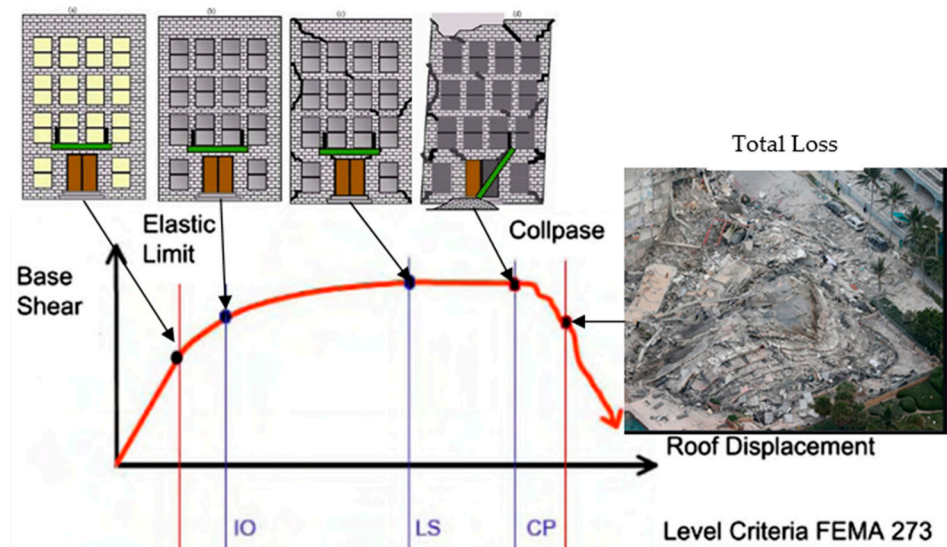 (a)
(b)
(c)
(d)
Total Loss
Elastic
Limit
Collpase
Base
Shear
Roof Displacement
IO
LS
CP
Level Criteria FEMA 273